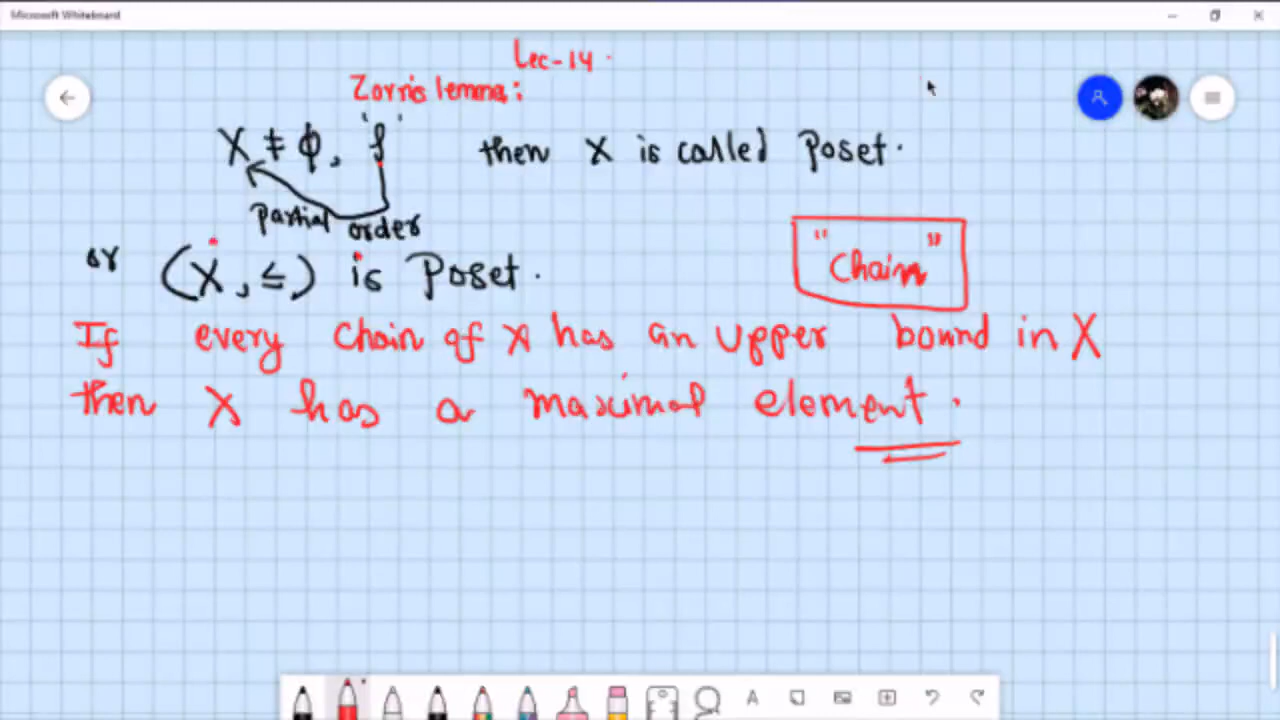 Microsoft Whiteboard
Lec-14.
Zorn's lemma:
X ≠ ϕ, 'f' then X is called Poset.
Partial order
or (X, ≤) is Poset.
"Chain"
If every chain of X has an upper bound in X
then X has a maximal element.
A